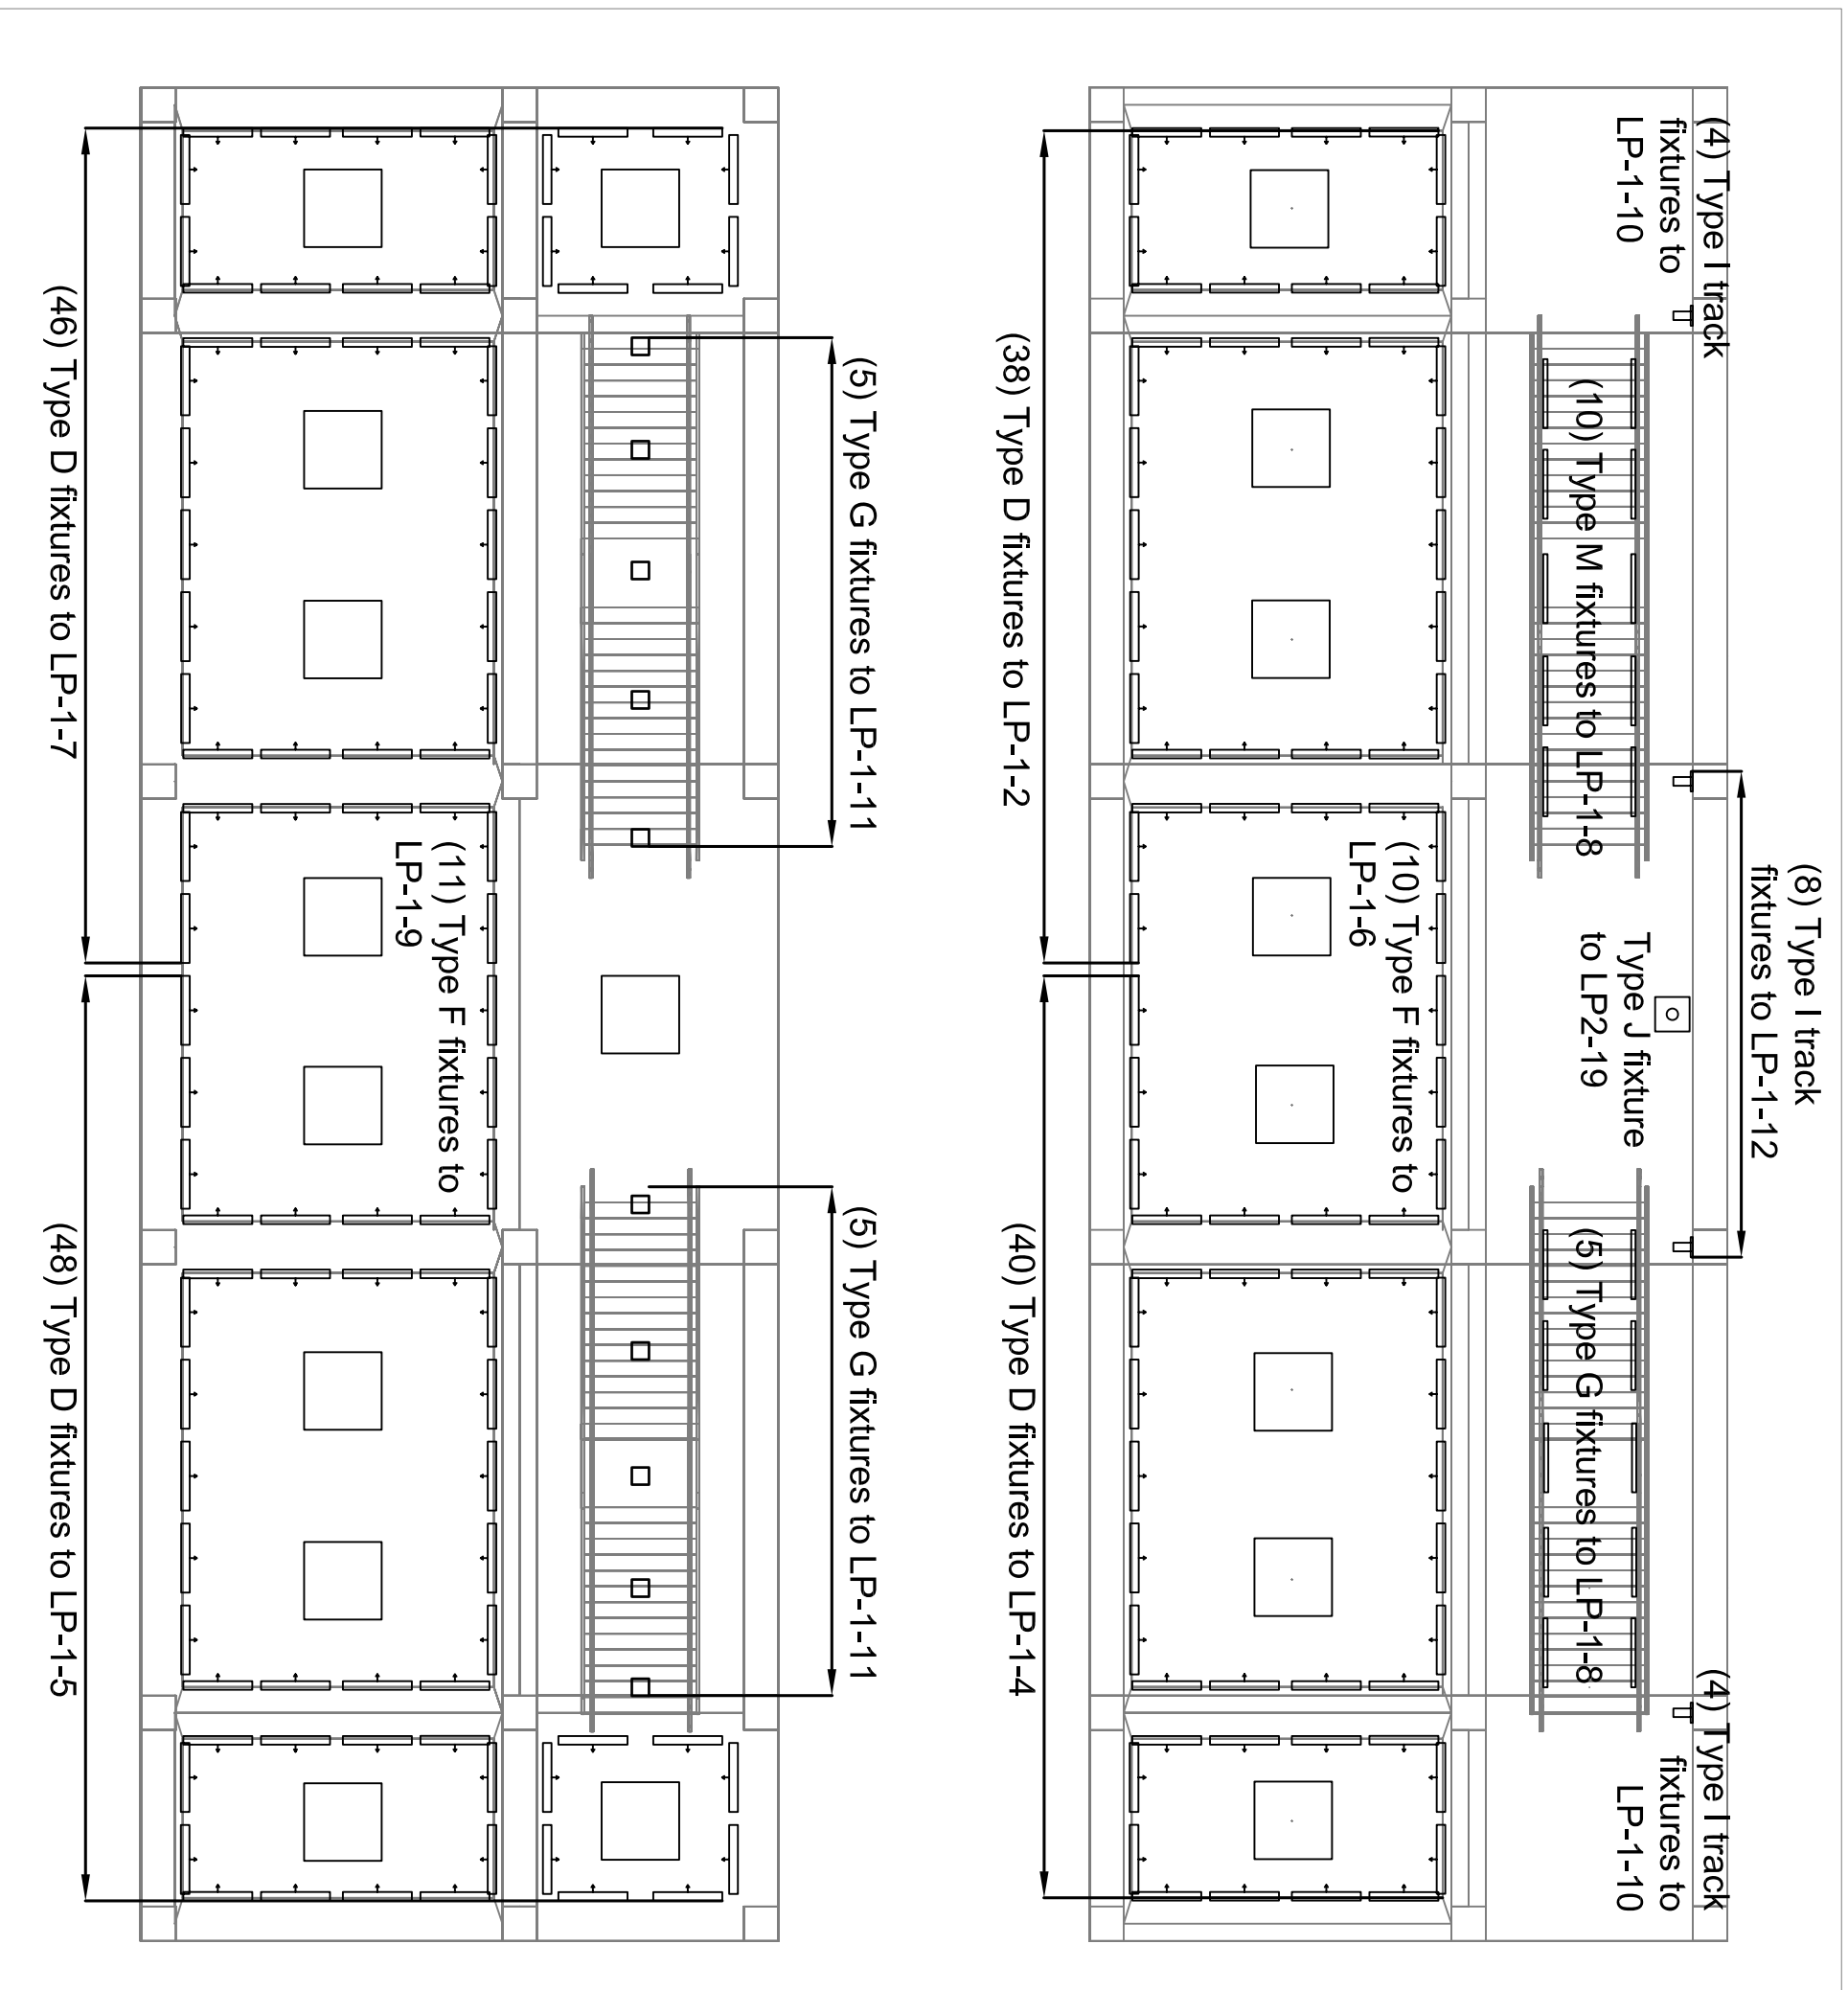 (4) Type I track
fixtures to
LP-1-10
(10) Type M fixtures to LP-1-8
(8) Type I track
fixtures to LP-1-12
Type J fixture
to LP2-19
(5) Type G fixtures to LP-1-8
(4) Type I track
fixtures to
LP-1-10
(10) Type F fixtures to
LP-1-6
(38) Type D fixtures to LP-1-2
(40) Type D fixtures to LP-1-4
(5) Type G fixtures to LP-1-11
(5) Type G fixtures to LP-1-11
(11) Type F fixtures to
LP-1-9
(46) Type D fixtures to LP-1-7
(48) Type D fixtures to LP-1-5